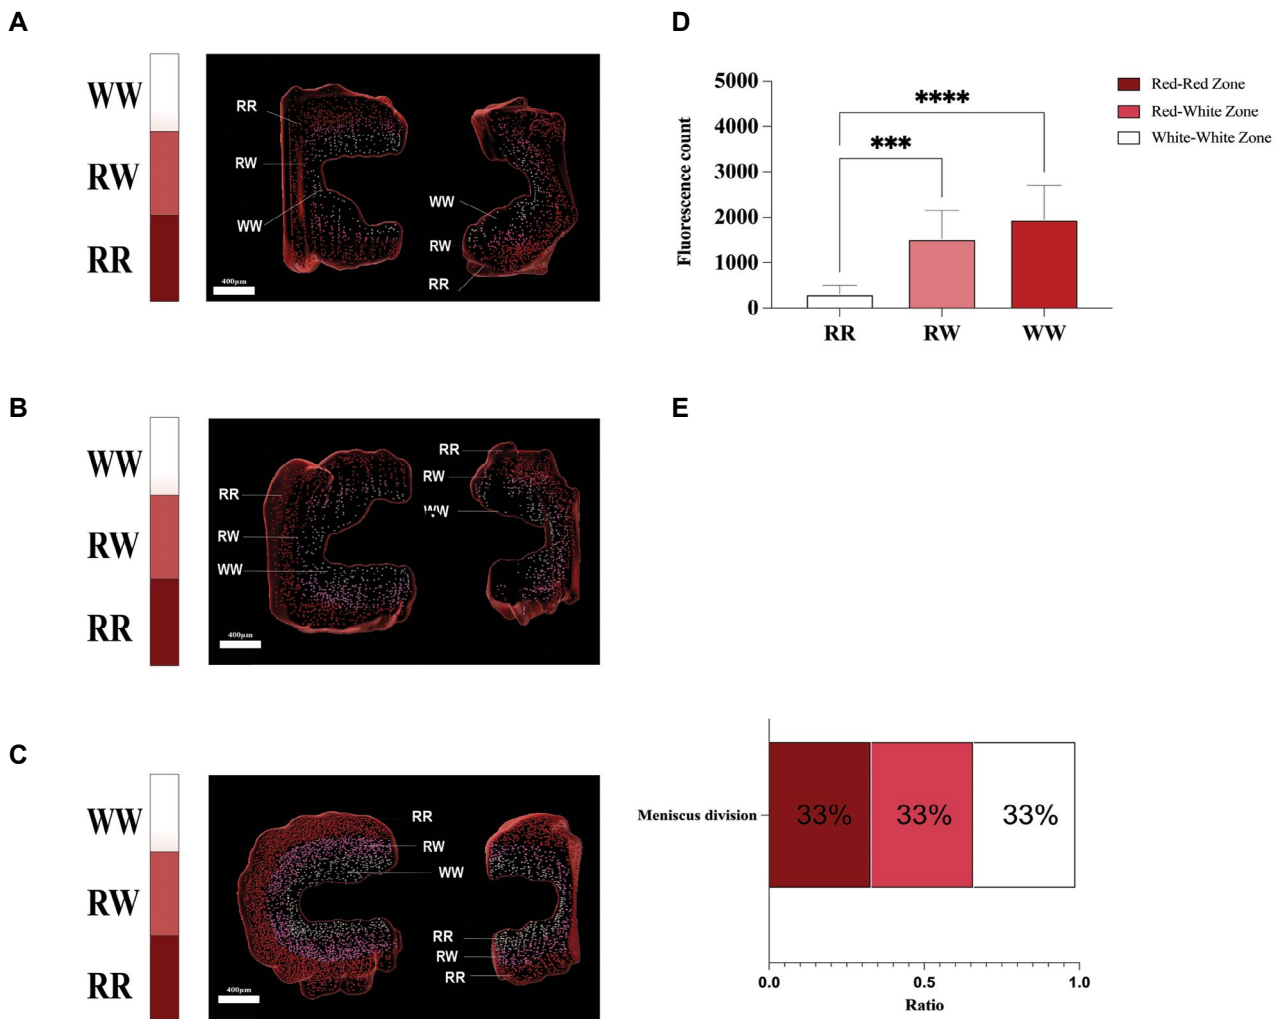 A
WW
RW
RR
RR
RW
WW
WW
RW
RR
400μm
B
WW
RW
RR
RR
RW
WW
RR
RW
WW
400μm
C
WW
RW
RR
RR
RW
WW
RR
RW
RR
400μm
D
5000
4000
3000
2000
1000
0
Fluorescence count
****
***
RR
RW
WW
Red-Red Zone
Red-White Zone
White-White Zone
E
Meniscus division
33%
33%
33%
0.0
0.5
1.0
Ratio